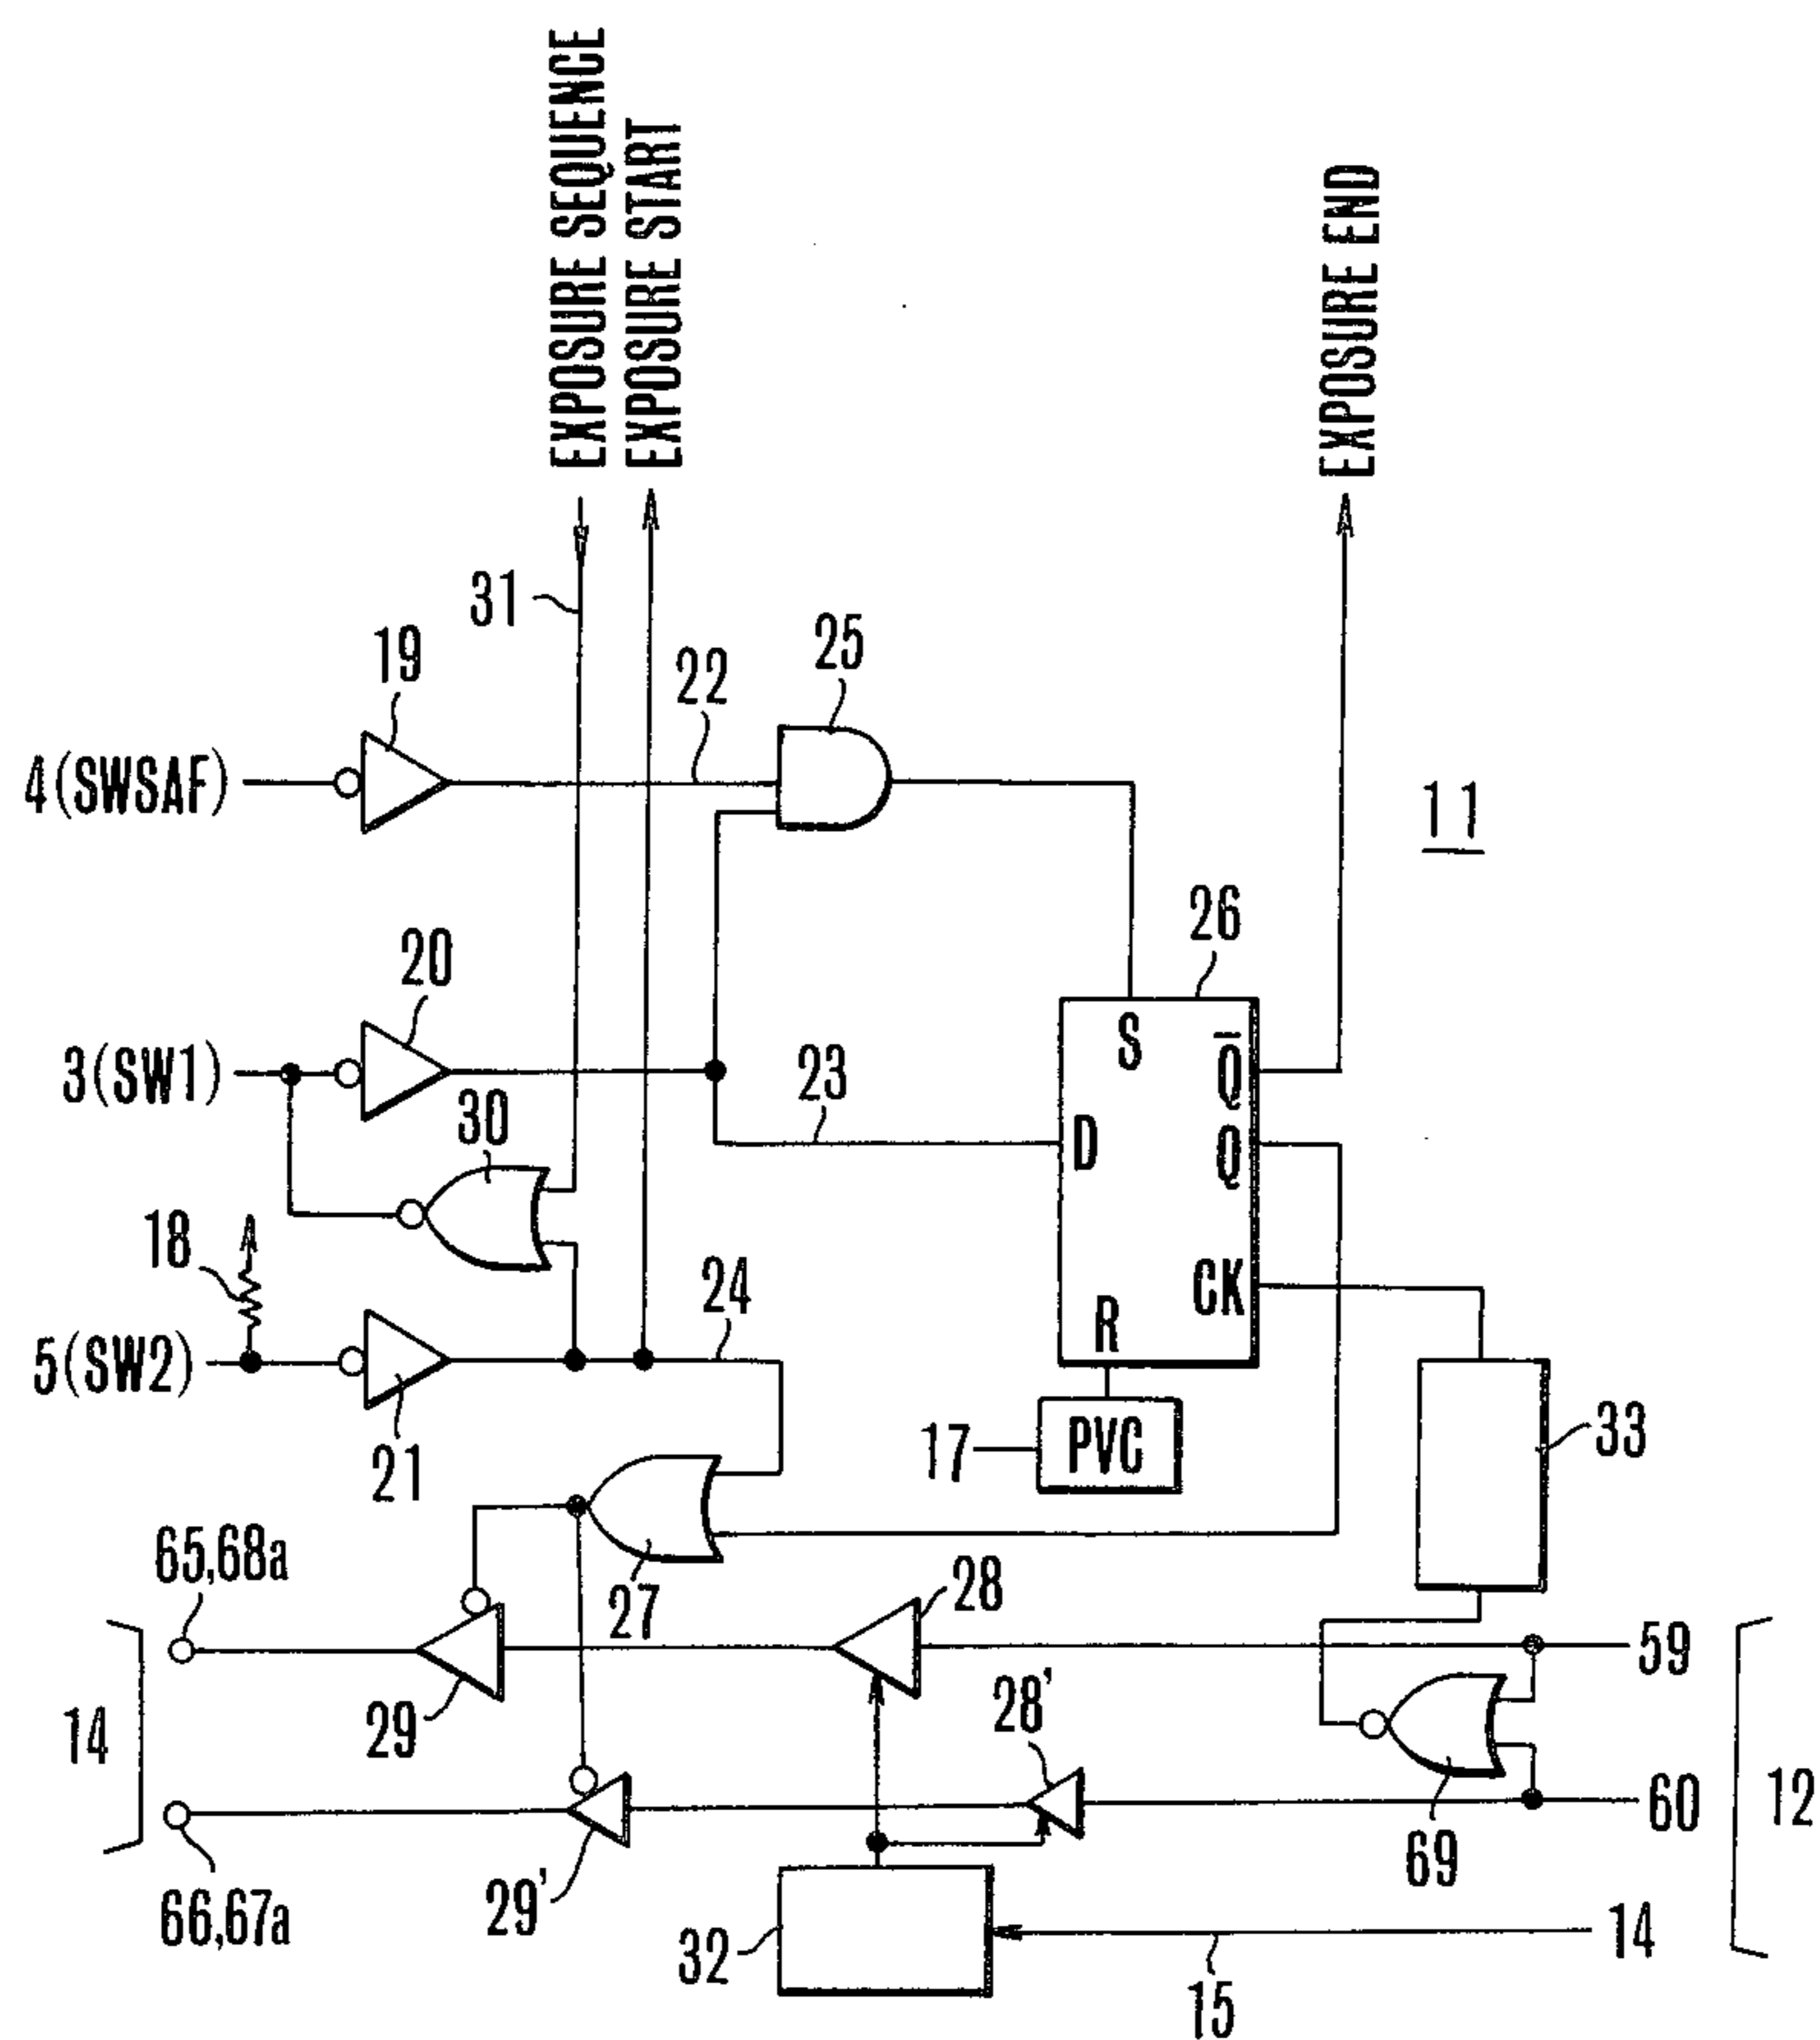 EXPOSURE SEQUENCE
EXPOSURE START
EXPOSURE END
31
19
22
25
4(SWSAF)
11
20
26
3(SW1)
30
23
S
Q̅
D
Q
18
24
CK
R
5(SW2)
21
17
PVC
33
65,68a
27
28
59
14
29
28'
12
60
69
66,67a
29'
32
14
15